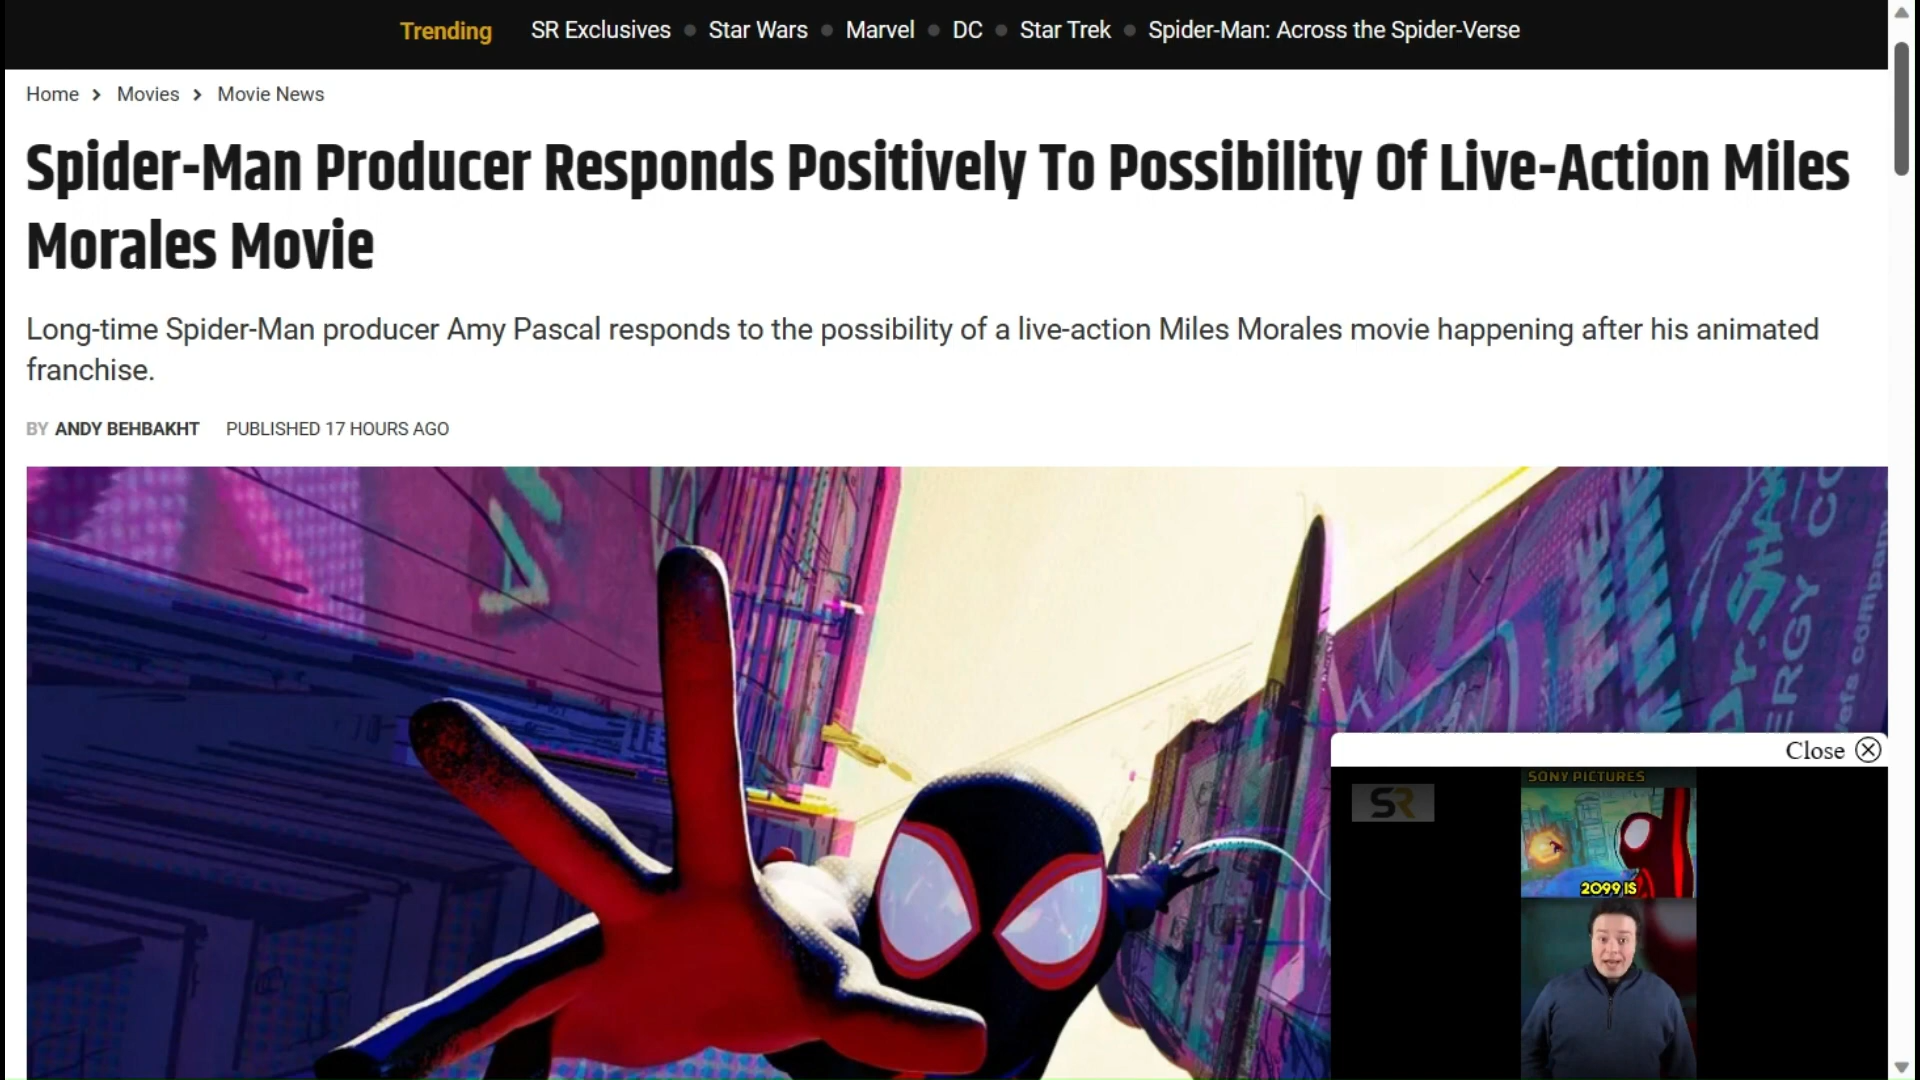 Trending SR Exclusives Star Wars Marvel DC Star Trek Spider-Man: Across the Spider-Verse
Home > Movies > Movie News
Spider-Man Producer Responds Positively To Possibility Of Live-Action Miles
Morales Movie
Long-time Spider-Man producer Amy Pascal responds to the possibility of a live-action Miles Morales movie happening after his animated
franchise.
BY ANDY BEHBAKHT PUBLISHED 17 HOURS AGO
Close
SR
SONY PICTURES
2099 IS